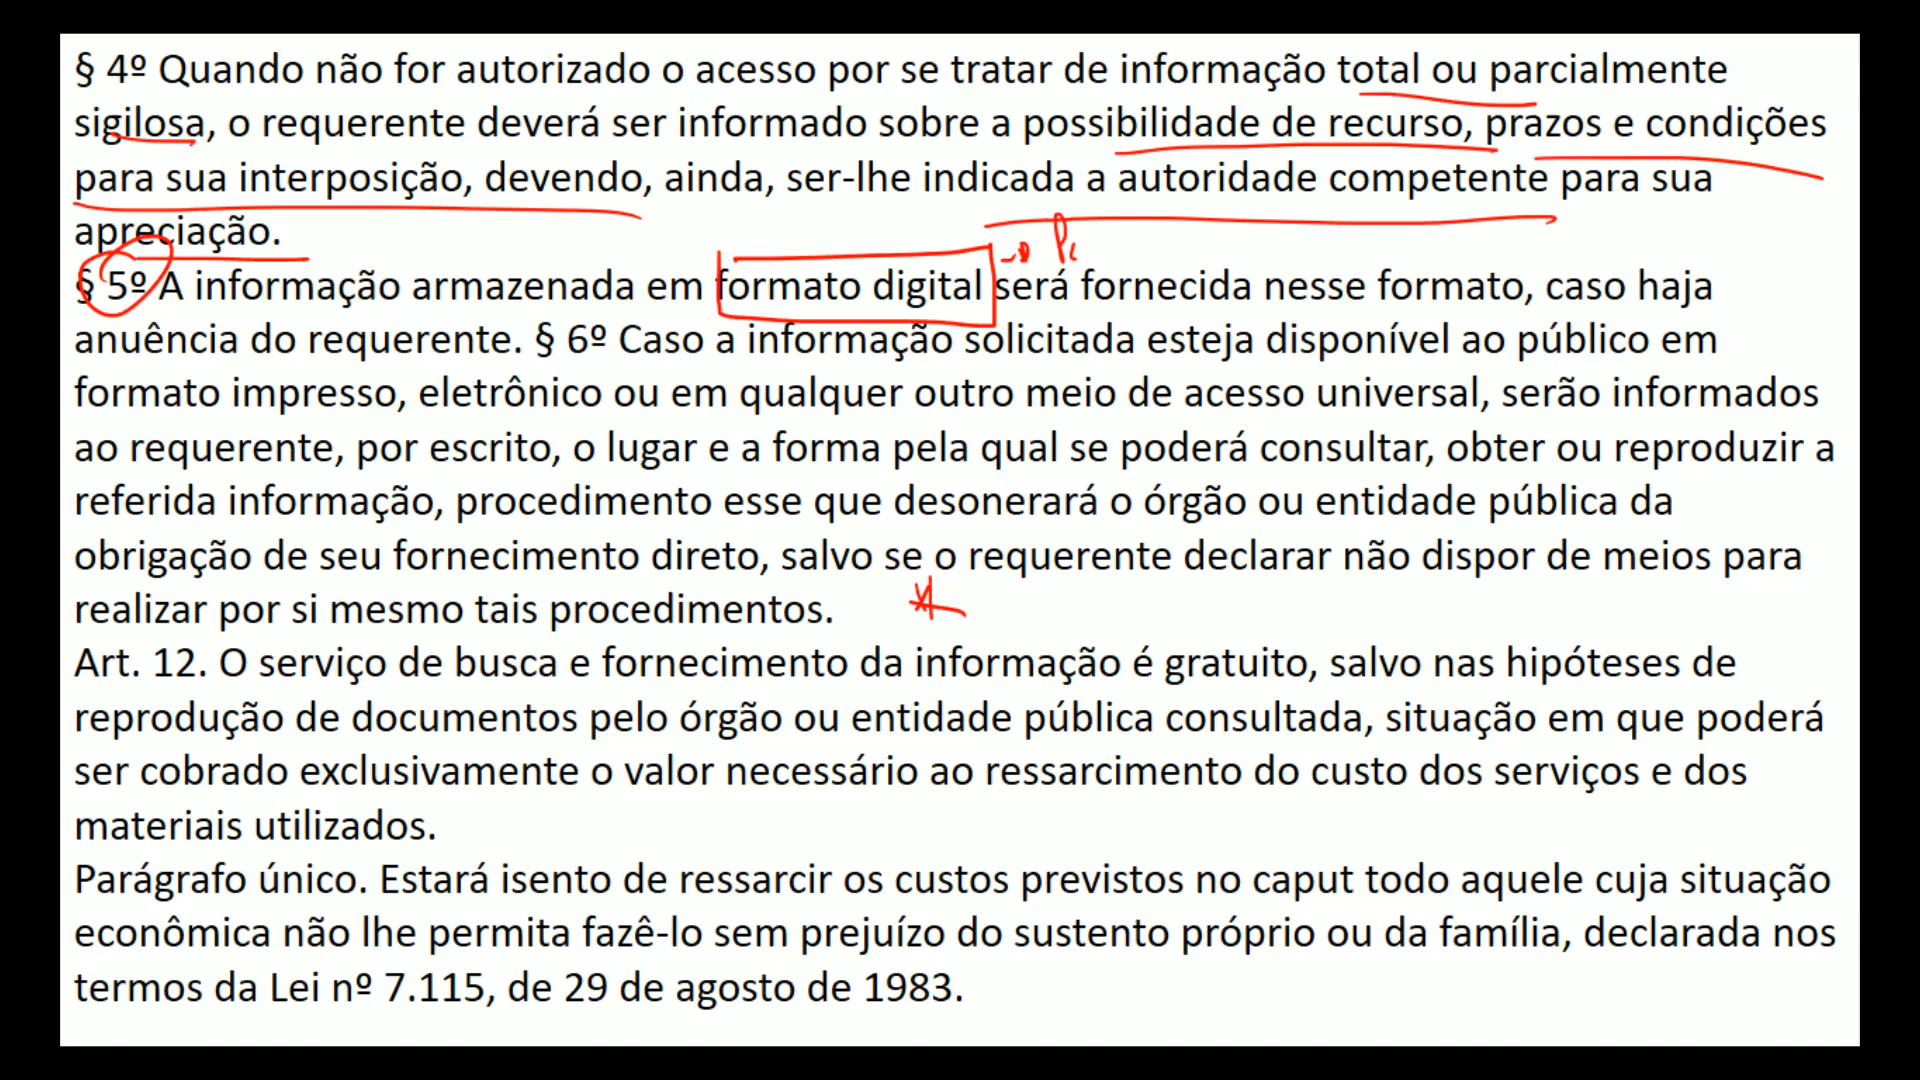 § 4º Quando não for autorizado o acesso por se tratar de informação total ou parcialmente
sigilosa, o requerente deverá ser informado sobre a possibilidade de recurso, prazos e condições
para sua interposição, devendo, ainda, ser-lhe indicada a autoridade competente para sua
apreciação.
§ 5º A informação armazenada em formato digital será fornecida nesse formato, caso haja
anuência do requerente. § 6º Caso a informação solicitada esteja disponível ao público em
formato impresso, eletrônico ou em qualquer outro meio de acesso universal, serão informados
ao requerente, por escrito, o lugar e a forma pela qual se poderá consultar, obter ou reproduzir a
referida informação, procedimento esse que desonerará o órgão ou entidade pública da
obrigação de seu fornecimento direto, salvo se o requerente declarar não dispor de meios para
realizar por si mesmo tais procedimentos.
Art. 12. O serviço de busca e fornecimento da informação é gratuito, salvo nas hipóteses de
reprodução de documentos pelo órgão ou entidade pública consultada, situação em que poderá
ser cobrado exclusivamente o valor necessário ao ressarcimento do custo dos serviços e dos
materiais utilizados.
Parágrafo único. Estará isento de ressarcir os custos previstos no caput todo aquele cuja situação
econômica não lhe permita fazê-lo sem prejuízo do sustento próprio ou da família, declarada nos
termos da Lei nº 7.115, de 29 de agosto de 1983.